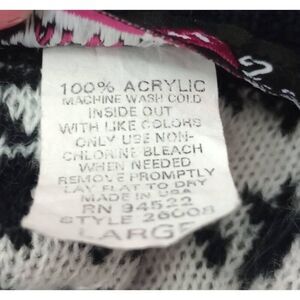 100% ACRYLIC
MACHINE WASH COLD
INSIDE OUT
WITH LIKE COLORS
ONLY USE NON-
CHLORINE BLEACH
WHEN NEEDED
REMOVE PROMPTLY
LAY FLAT TO DRY
MADE IN USA
RN 94522
STYLE 26008
LARGE